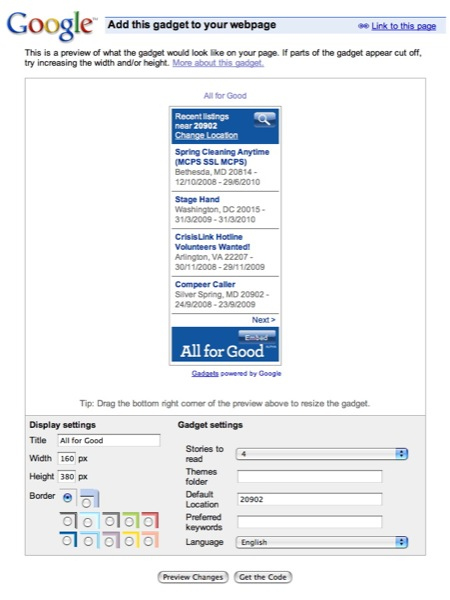 Google™ Add this gadget to your webpage Link to this page
This is a preview of what the gadget would look like on your page. If parts of the gadget appear cut off,
try increasing the width and/or height. More about this gadget.
All for Good
Recent listings
near 20902
Change Location
Spring Cleaning Anytime
(MCPS SSL MCPS)
Bethesda, MD 20814 -
12/10/2008 - 29/6/2010
Stage Hand
Washington, DC 20015 -
31/3/2009 - 31/3/2010
CrisisLink Hotline
Volunteers Wanted!
Arlington, VA 22207 -
30/11/2008 - 29/11/2009
Compeer Caller
Silver Spring, MD 20902 -
24/9/2008 - 23/9/2009
Next >
Embed
All for Good
Gadgets powered by Google
Tip: Drag the bottom right corner of the preview above to resize the gadget.
Display settings
Title All for Good
Width 160 px
Height 380 px
Border
Gadget settings
Stories to
read 4
Themes
folder
Default
Location 20902
Preferred
keywords
Language English
Preview Changes Get the Code